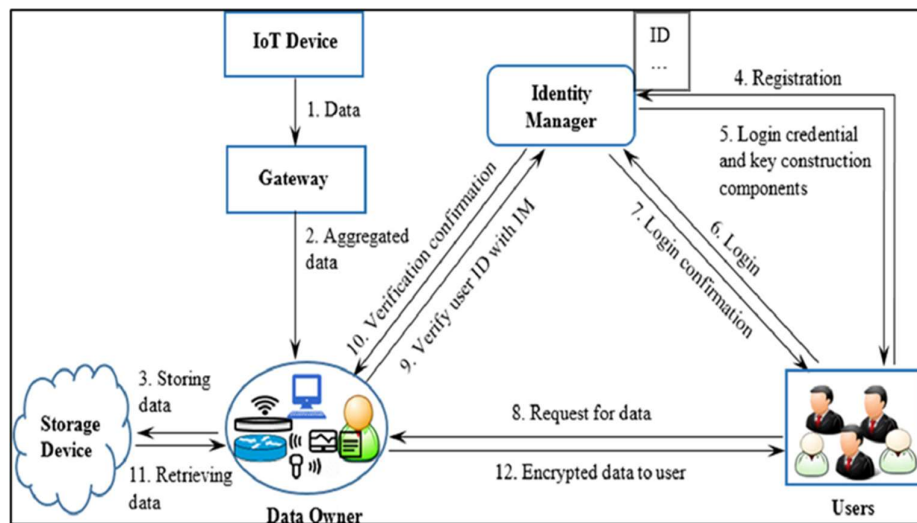 IoT Device
ID
...
4. Registration
Identity
Manager
1. Data
5. Login credential
and key construction
components
Gateway
2. Aggregated
data
10. Verification confirmation
9. Verify user ID with IM
6. Login
7. Login confirmation
3. Storing
data
Storage
Device
8. Request for data
11. Retrieving
data
12. Encrypted data to user
Data Owner
Users